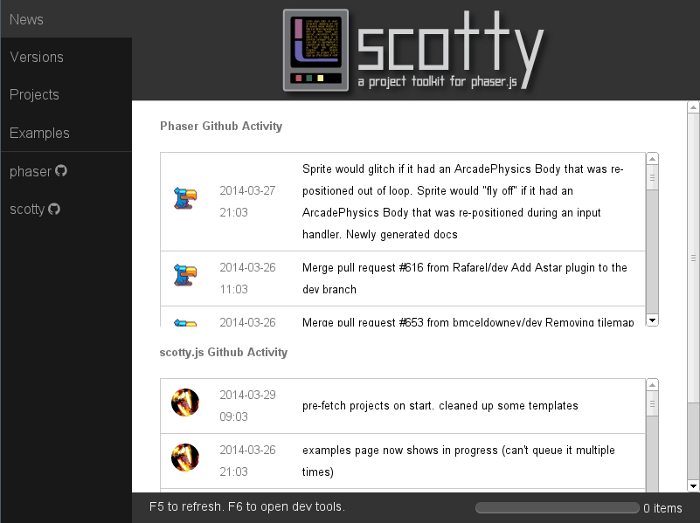 News
Versions
Projects
Examples
phaser
scotty
scotty
a project toolkit for phaser.js
Phaser Github Activity
2014-03-27
21:03
Sprite would glitch if it had an ArcadePhysics Body that was re-
positioned out of loop. Sprite would "fly off" if it had an
ArcadePhysics Body that was re-positioned during an input
handler. Newly generated docs
2014-03-26
11:03
Merge pull request #616 from Rafarel/dev Add Astar plugin to the
dev branch
2014-03-26
Merge pull request #653 from bmceldowney/dev Removing tilemap
scotty.js Github Activity
2014-03-29
09:03
pre-fetch projects on start. cleaned up some templates
2014-03-26
21:03
examples page now shows in progress (can't queue it multiple
times)
F5 to refresh. F6 to open dev tools.
0 items